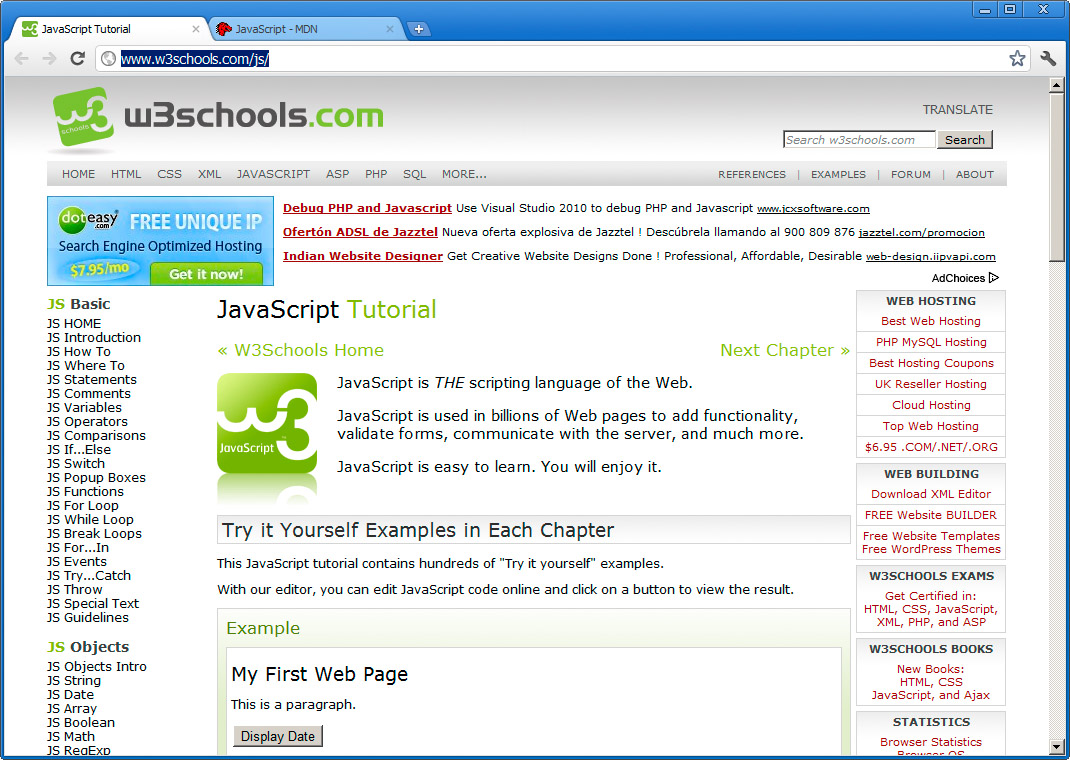 JavaScript Tutorial
JavaScript - MDN
www.w3schools.com/js/
w3
schools
w3schools.com
TRANSLATE
Search w3schools.com
Search
HOME HTML CSS XML JAVASCRIPT ASP PHP SQL MORE...
REFERENCES | EXAMPLES | FORUM | ABOUT
doteasy.com
FREE UNIQUE IP
Search Engine Optimized Hosting
$7.95/mo
Get it now!
Debug PHP and Javascript Use Visual Studio 2010 to debug PHP and Javascript www.jcxsoftware.com
Ofertón ADSL de Jazztel Nueva oferta explosiva de Jazztel ! Descúbrela llamando al 900 809 876 jazztel.com/promocion
Indian Website Designer Get Creative Website Designs Done ! Professional, Affordable, Desirable web-design.iipvapi.com
AdChoices
JS Basic
JS HOME
JS Introduction
JS How To
JS Where To
JS Statements
JS Comments
JS Variables
JS Operators
JS Comparisons
JS If...Else
JS Switch
JS Popup Boxes
JS Functions
JS For Loop
JS While Loop
JS Break Loops
JS For...In
JS Events
JS Try...Catch
JS Throw
JS Special Text
JS Guidelines
JS Objects
JS Objects Intro
JS String
JS Date
JS Array
JS Boolean
JS Math
JS RegExp
JavaScript Tutorial
« W3Schools Home
Next Chapter »
w3
JavaScript
JavaScript is THE scripting language of the Web.
JavaScript is used in billions of Web pages to add functionality,
validate forms, communicate with the server, and much more.
JavaScript is easy to learn. You will enjoy it.
Try it Yourself Examples in Each Chapter
This JavaScript tutorial contains hundreds of "Try it yourself" examples.
With our editor, you can edit JavaScript code online and click on a button to view the result.
Example
My First Web Page
This is a paragraph.
Display Date
WEB HOSTING
Best Web Hosting
PHP MySQL Hosting
Best Hosting Coupons
UK Reseller Hosting
Cloud Hosting
Top Web Hosting
$6.95 .COM/.NET/.ORG
WEB BUILDING
Download XML Editor
FREE Website BUILDER
Free Website Templates
Free WordPress Themes
W3SCHOOLS EXAMS
Get Certified in:
HTML, CSS, JavaScript,
XML, PHP, and ASP
W3SCHOOLS BOOKS
New Books:
HTML, CSS
JavaScript, and Ajax
STATISTICS
Browser Statistics
Browser OS